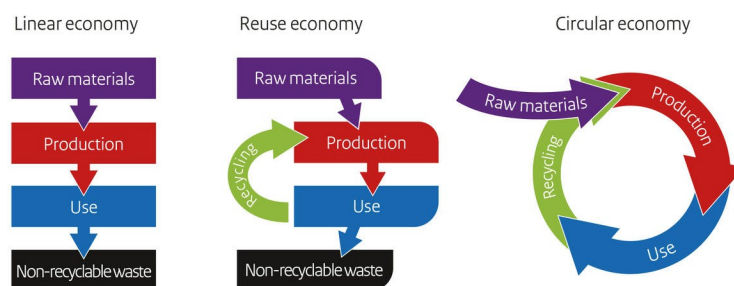 Linear economy
Raw materials
Production
Use
Non-recyclable waste
Reuse economy
Raw materials
Production
Recycling
Use
Non-recyclable waste
Circular economy
Raw materials
Production
Recycling
Use